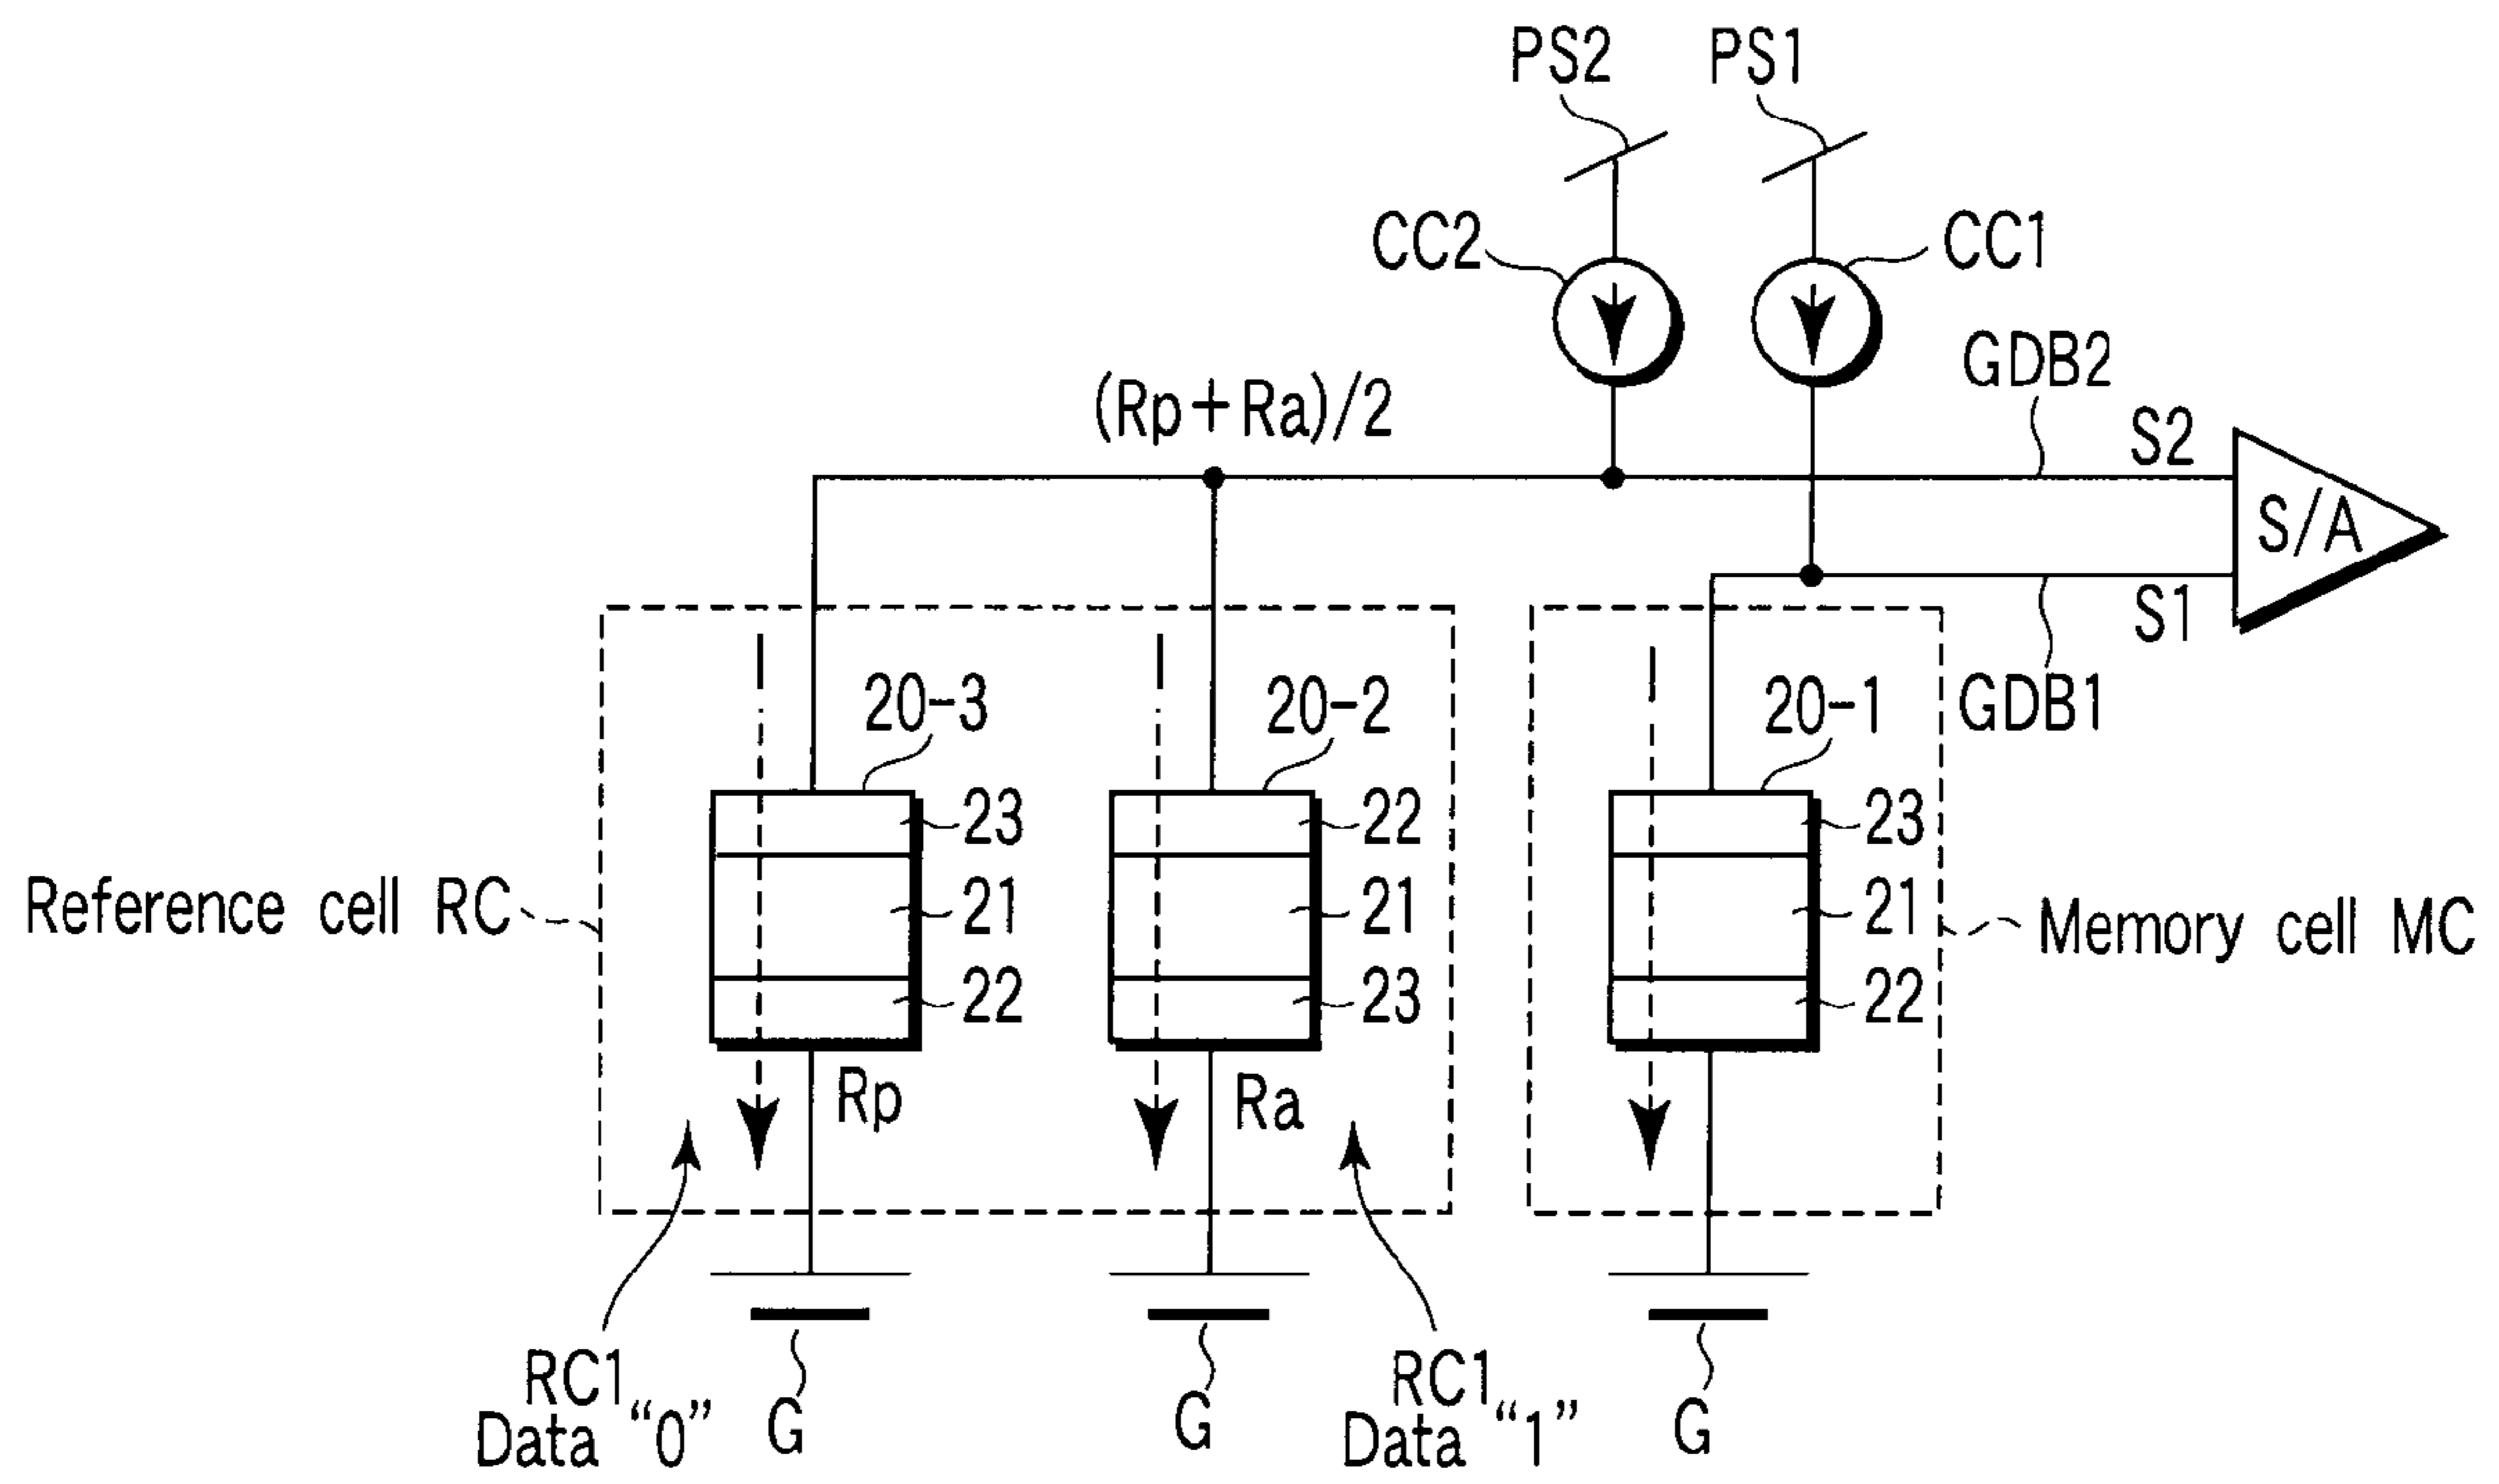 PS2 PS1
CC2 CC1
GDB2
(Rp+Ra)/2
S2
S/A
S1
20-3 20-2 20-1 GDB1
23 22 23
Reference cell RC 21 21 21 Memory cell MC
22 23 22
Rp Ra
RC1 RC1
Data “0” G G Data “1” G